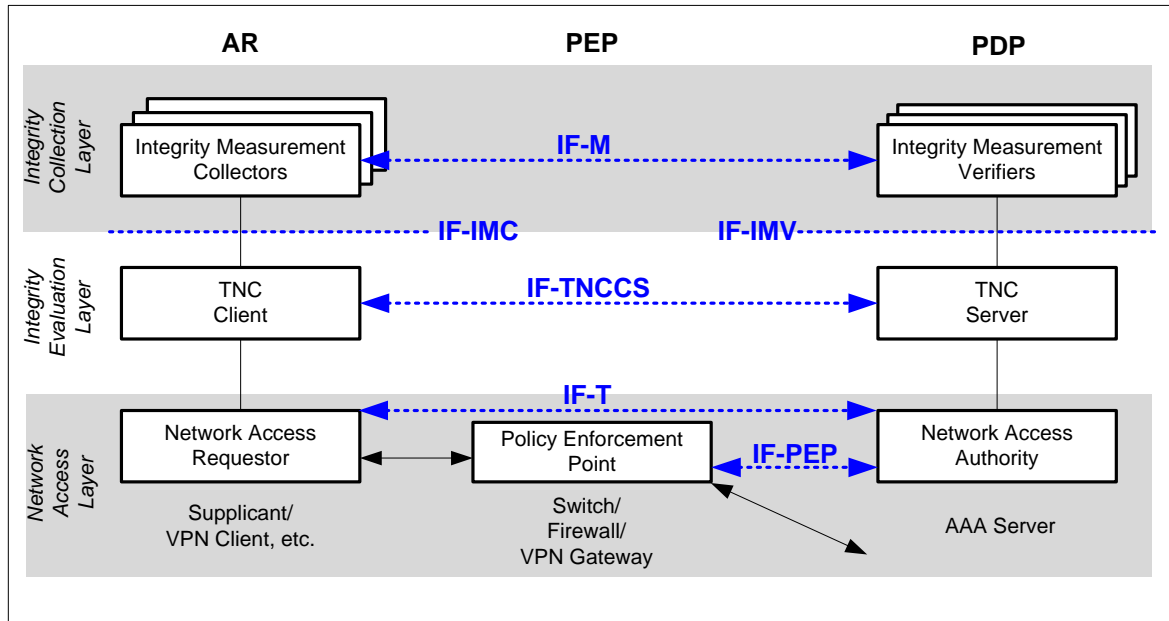 AR
PEP
PDP
Integrity
Collection
Layer
Integrity Measurement
Collectors
IF-M
Integrity Measurement
Verifiers
IF-IMC
IF-IMV
Integrity
Evaluation
Layer
TNC
Client
IF-TNCCS
TNC
Server
Network
Access
Layer
IF-T
Network Access
Requestor
Policy Enforcement
Point
IF-PEP
Network Access
Authority
Supplicant/
VPN Client, etc.
Switch/
Firewall/
VPN Gateway
AAA Server